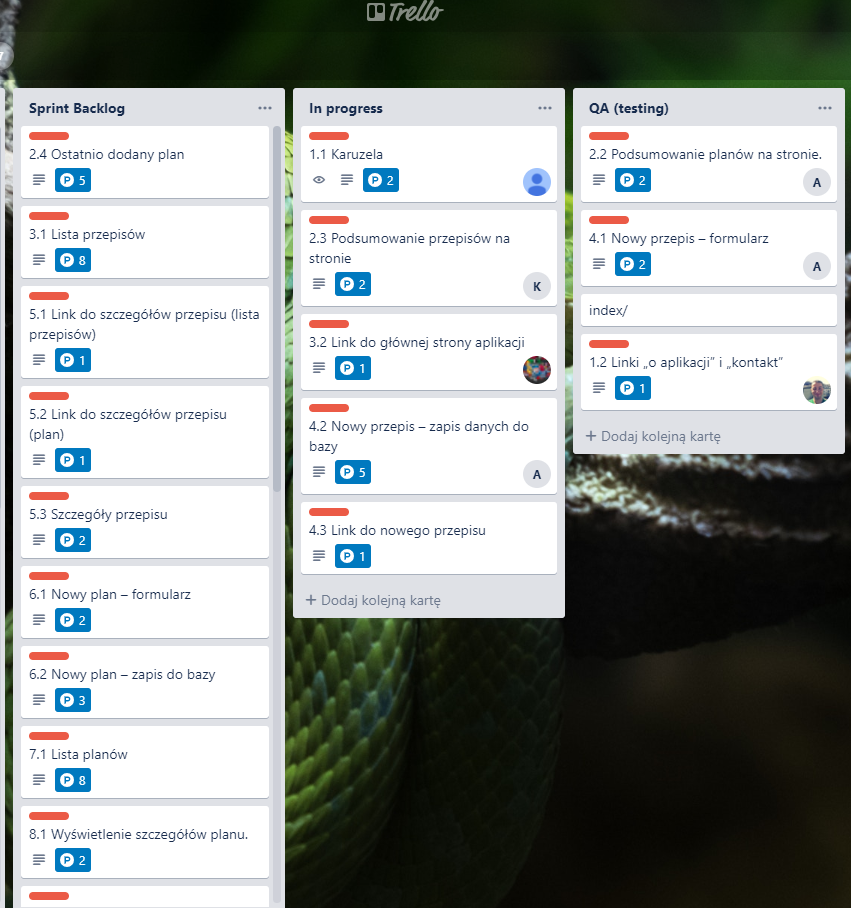 Trello
Sprint Backlog
2.4 Ostatnio dodany plan
P 5
3.1 Lista przepisów
P 8
5.1 Link do szczegółów przepisu (lista
przepisów)
P 1
5.2 Link do szczegółów przepisu
(plan)
P 1
5.3 Szczegóły przepisu
P 2
6.1 Nowy plan – formularz
P 2
6.2 Nowy plan – zapis do bazy
P 3
7.1 Lista planów
P 8
8.1 Wyświetlenie szczegółów planu.
P 2
In progress
1.1 Karuzela
P 2
2.3 Podsumowanie przepisów na
stronie
P 2
K
3.2 Link do głównej strony aplikacji
P 1
4.2 Nowy przepis – zapis danych do
bazy
P 5
A
4.3 Link do nowego przepisu
P 1
+ Dodaj kolejną kartę
QA (testing)
2.2 Podsumowanie planów na stronie.
P 2
A
4.1 Nowy przepis – formularz
P 2
A
index/
1.2 Linki „o aplikacji” i „kontakt”
P 1
+ Dodaj kolejną kartę